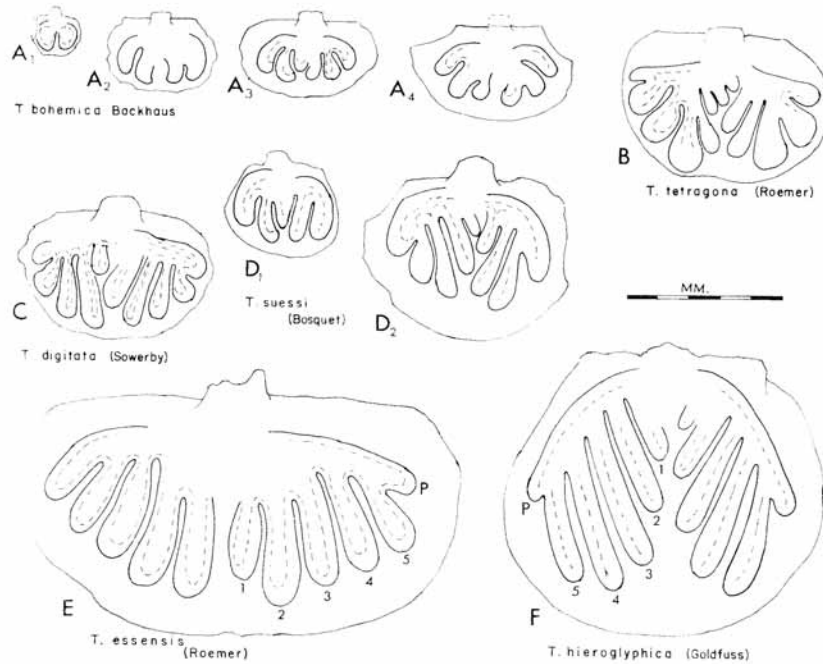 A1
A2
A3
A4
T. bohemica Backhaus
B
T. tetragona (Roemer)
C
T. digitata (Sowerby)
D1
T. suessi
(Bosquet)
D2
MM.
E
P
1
2
3
4
5
T. essensis
(Roemer)
F
P
1
2
3
4
5
T. hieroglyphica (Goldfuss)